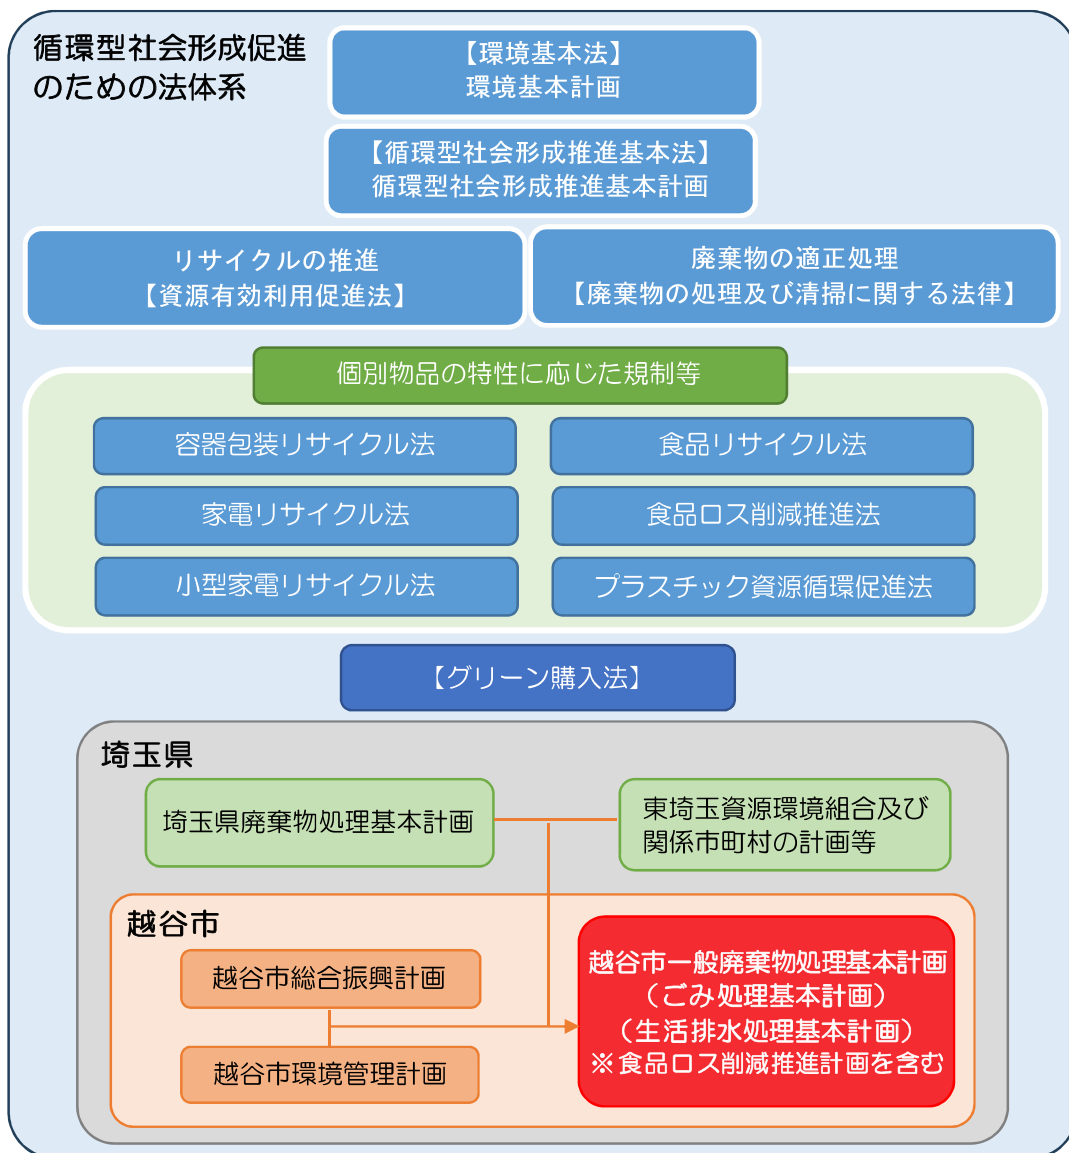 循環型社会形成促進
のための法体系
【環境基本法】
環境基本計画
【循環型社会形成推進基本法】
循環型社会形成推進基本計画
リサイクルの推進
【資源有効利用促進法】
廃棄物の適正処理
【廃棄物の処理及び清掃に関する法律】
個別物品の特性に応じた規制等
容器包装リサイクル法
食品リサイクル法
家電リサイクル法
食品ロス削減推進法
小型家電リサイクル法
プラスチック資源循環促進法
【グリーン購入法】
埼玉県
埼玉県廃棄物処理基本計画
東埼玉資源環境組合及び
関係市町村の計画等
越谷市
越谷市総合振興計画
越谷市環境管理計画
越谷市一般廃棄物処理基本計画
（ごみ処理基本計画）
（生活排水処理基本計画）
※食品ロス削減推進計画を含む